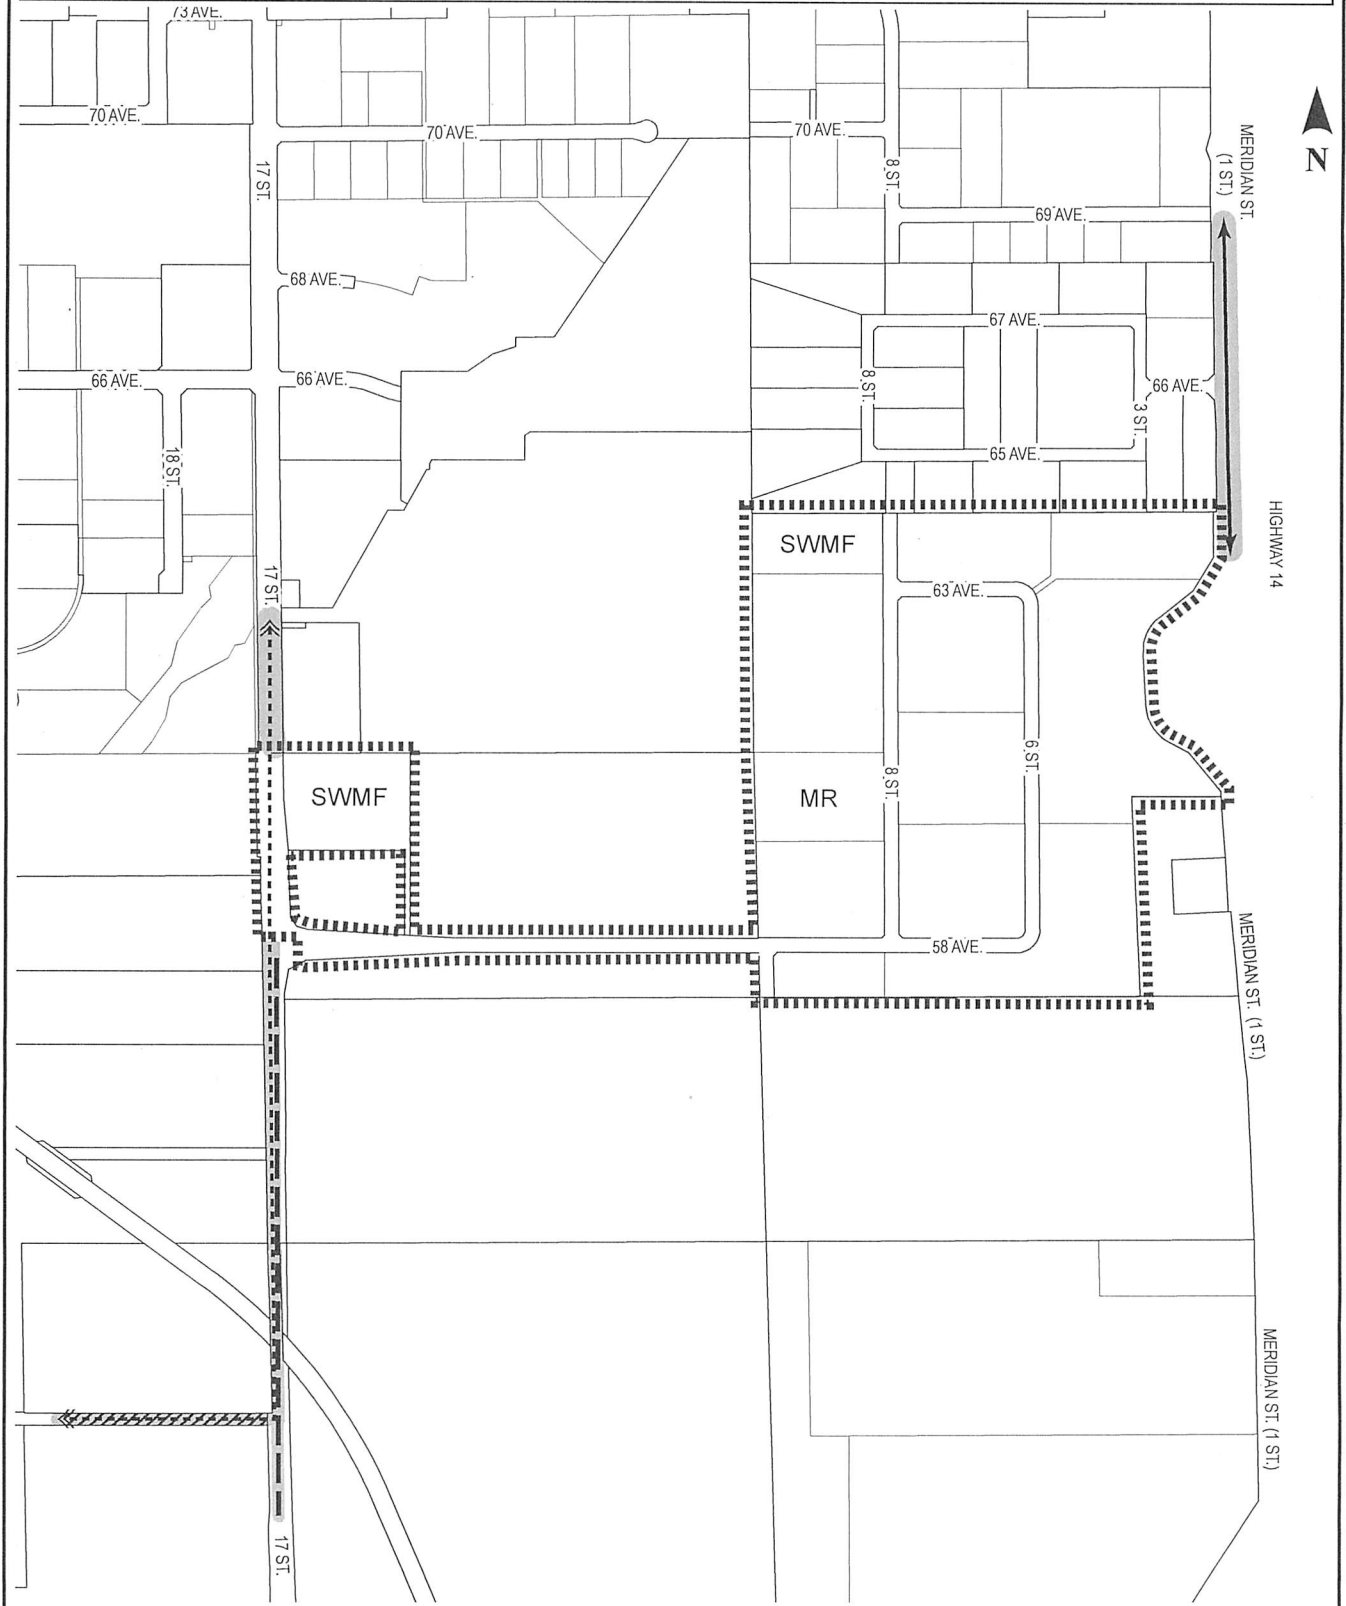 73 AVE.
70 AVE.
70 AVE.
70 AVE.
MERIDIAN ST.
(1 ST.)
N
17 ST.
8 ST.
69 AVE.
68 AVE.
67 AVE.
66 AVE.
66 AVE.
8 ST.
66 AVE.
3 ST.
18 ST.
65 AVE.
HIGHWAY 14
SWMF
17 ST.
63 AVE.
SWMF
MR
8 ST.
6 ST.
58 AVE.
MERIDIAN ST. (1 ST.)
MERIDIAN ST. (1 ST.)
17 ST.